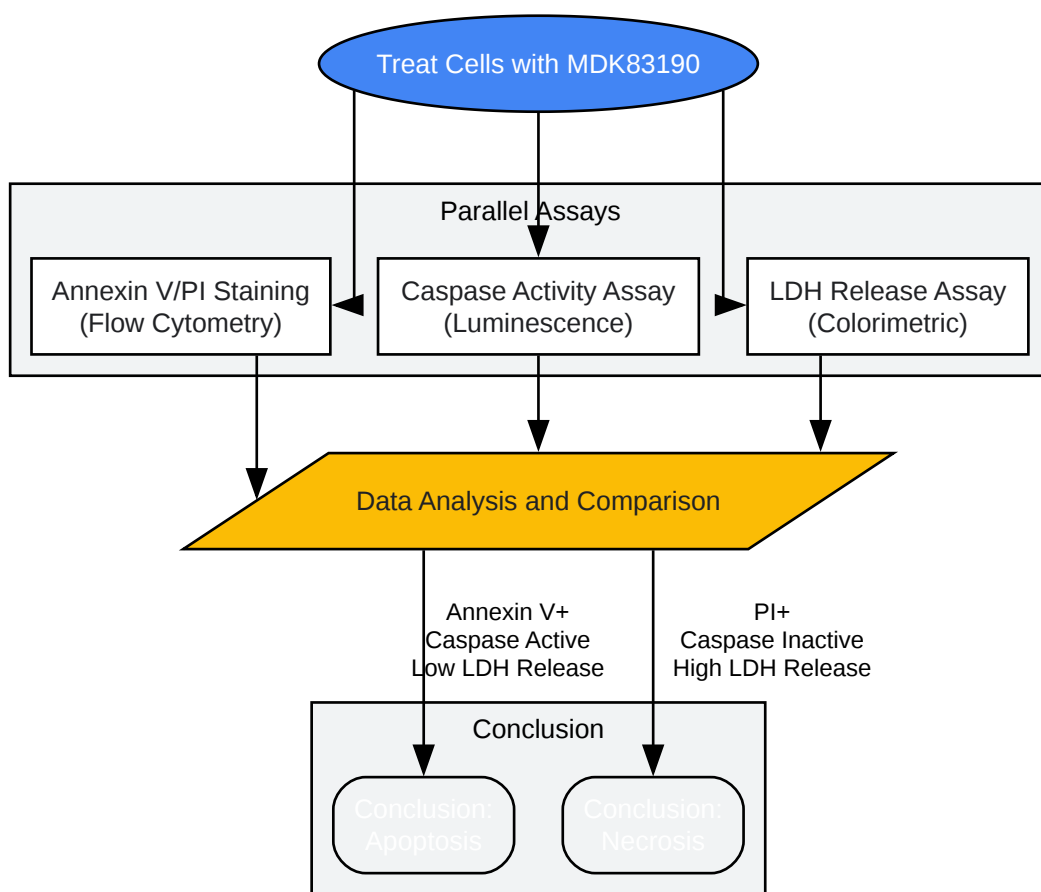 Treat Cells with MDK83190
Parallel Assays
Annexin V/PI Staining
(Flow Cytometry)
Caspase Activity Assay
(Luminescence)
LDH Release Assay
(Colorimetric)
Data Analysis and Comparison
Annexin V+
Caspase Active
Low LDH Release
PI+
Caspase Inactive
High LDH Release
Conclusion
Conclusion:
Apoptosis
Conclusion:
Necrosis